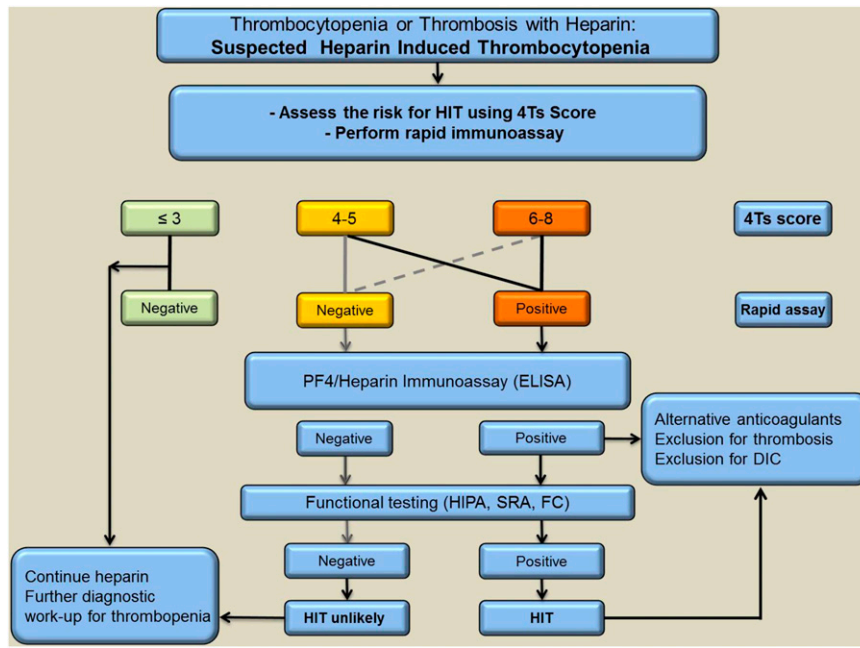 Thrombocytopenia or Thrombosis with Heparin:
Suspected Heparin Induced Thrombocytopenia
- Assess the risk for HIT using 4Ts Score
- Perform rapid immunoassay
≤ 3
4-5
6-8
4Ts score
Negative
Negative
Positive
Rapid assay
PF4/Heparin Immunoassay (ELISA)
Alternative anticoagulants
Exclusion for thrombosis
Exclusion for DIC
Negative
Positive
Functional testing (HIPA, SRA, FC)
Negative
Positive
Continue heparin
Further diagnostic
work-up for thrombopenia
HIT unlikely
HIT